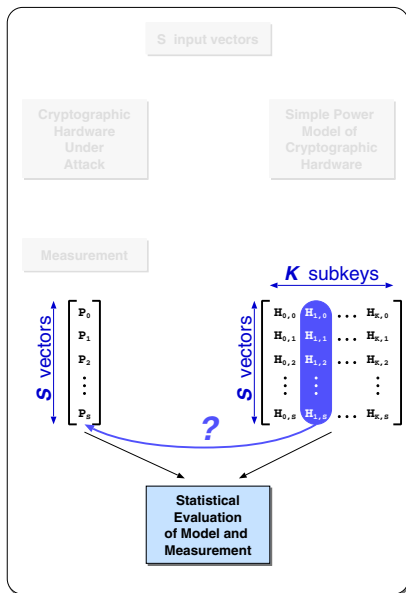 S input vectors
Cryptographic
Hardware
Under
Attack
Simple Power
Model of
Cryptographic
Hardware
Measurement
K subkeys
S vectors
P0
P1
P2
⋮
PS
S vectors
H0,0 H1,0 ... HK,0
H0,1 H1,1 ... HK,1
H0,2 H1,2 ... HK,2
⋮ ⋮ ⋮
H0,S H1,S ... HK,S
?
Statistical
Evaluation
of Model and
Measurement